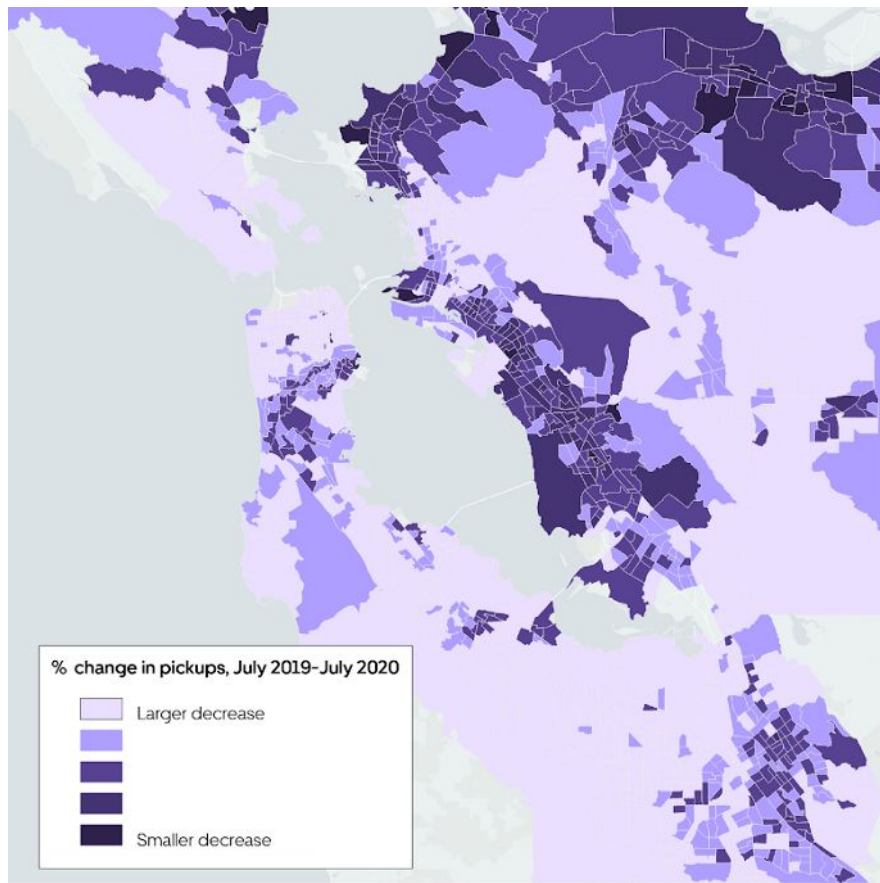 % change in pickups, July 2019-July 2020
Larger decrease
Smaller decrease